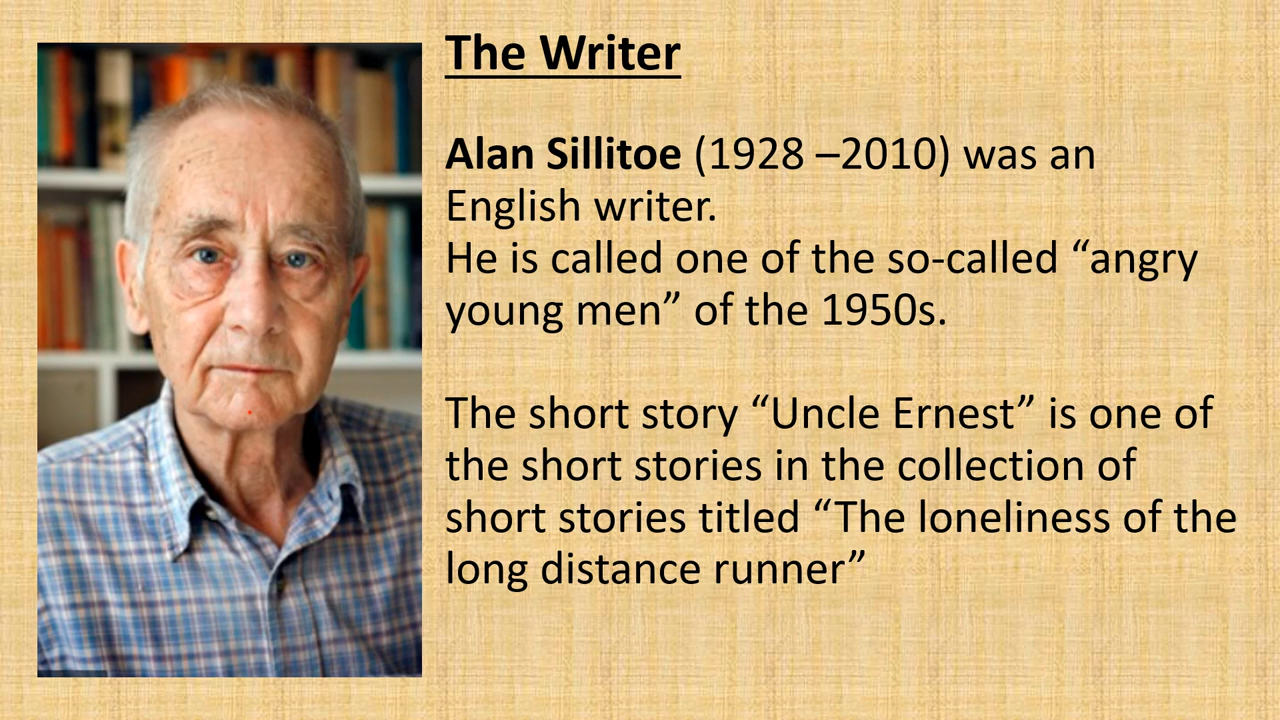 The Writer
Alan Sillitoe (1928 –2010) was an
English writer.
He is called one of the so-called “angry
young men” of the 1950s.
The short story “Uncle Ernest” is one of
the short stories in the collection of
short stories titled “The loneliness of the
long distance runner”